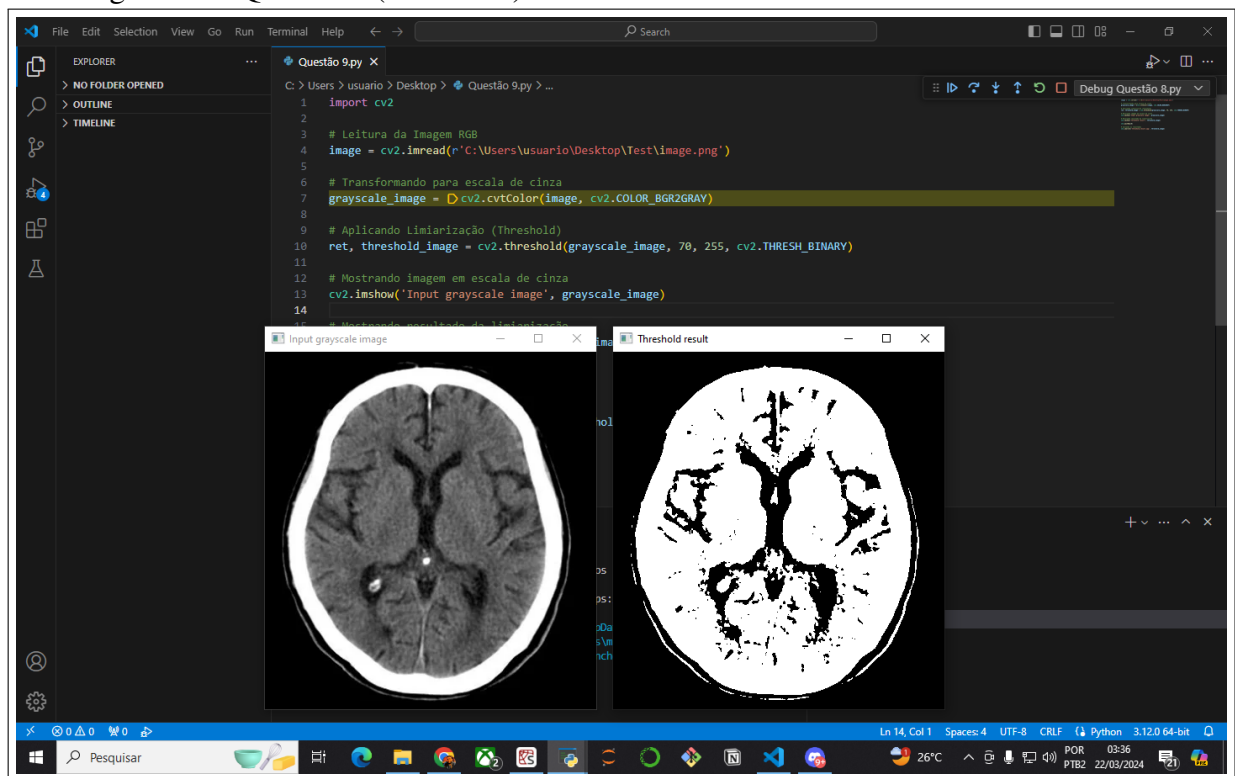 File Edit Selection View Go Run Terminal Help
Search
EXPLORER
NO FOLDER OPENED
OUTLINE
TIMELINE
Questão 9.py
C: > Users > usuario > Desktop > Questão 9.py > ...
Debug Questão 8.py
1 import cv2
2
3 # Leitura da Imagem RGB
4 image = cv2.imread(r'C:\Users\usuario\Desktop\Test\image.png')
5
6 # Transformando para escala de cinza
7 grayscale_image = cv2.cvtColor(image, cv2.COLOR_BGR2GRAY)
8
9 # Aplicando Limiarização (Threshold)
10 ret, threshold_image = cv2.threshold(grayscale_image, 70, 255, cv2.THRESH_BINARY)
11
12 # Mostrando imagem em escala de cinza
13 cv2.imshow('Input grayscale image', grayscale_image)
14
Input grayscale image
Threshold result
4
0 0 0
Ln 14, Col 1 Spaces: 4 UTF-8 CRLF Python 3.12.0 64-bit
Pesquisar
26°C
POR 03:36
PTB2 22/03/2024